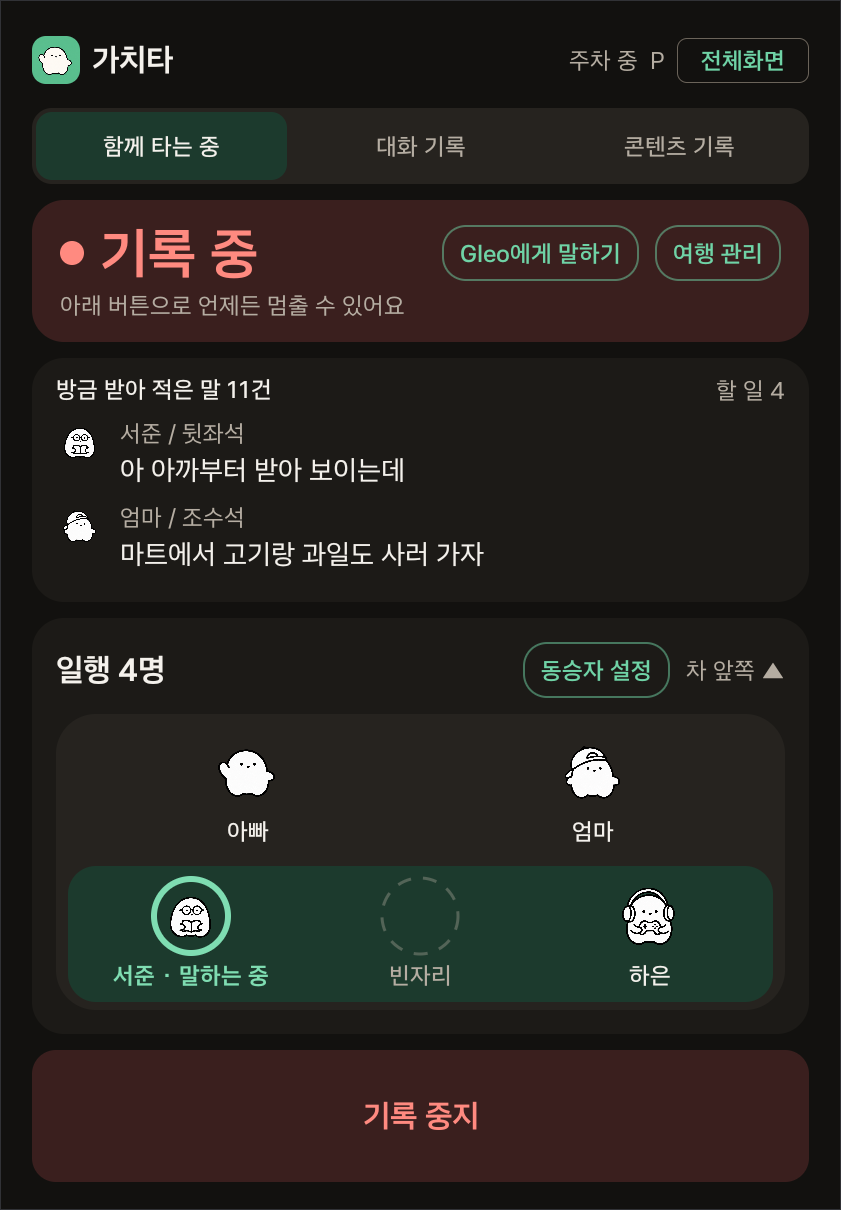 가치타
주차 중 P 전체화면
함께 타는 중 대화 기록 콘텐츠 기록
기록 중
Gleo에게 말하기 여행 관리
아래 버튼으로 언제든 멈출 수 있어요
방금 받아 적은 말 11건 할 일 4
서준 / 뒷좌석
아 아까부터 받아 보이는데
엄마 / 조수석
마트에서 고기랑 과일도 사러 가자
일행 4명 동승자 설정 차 앞쪽 ▲
아빠 엄마
서준 · 말하는 중 빈자리 하은
기록 중지